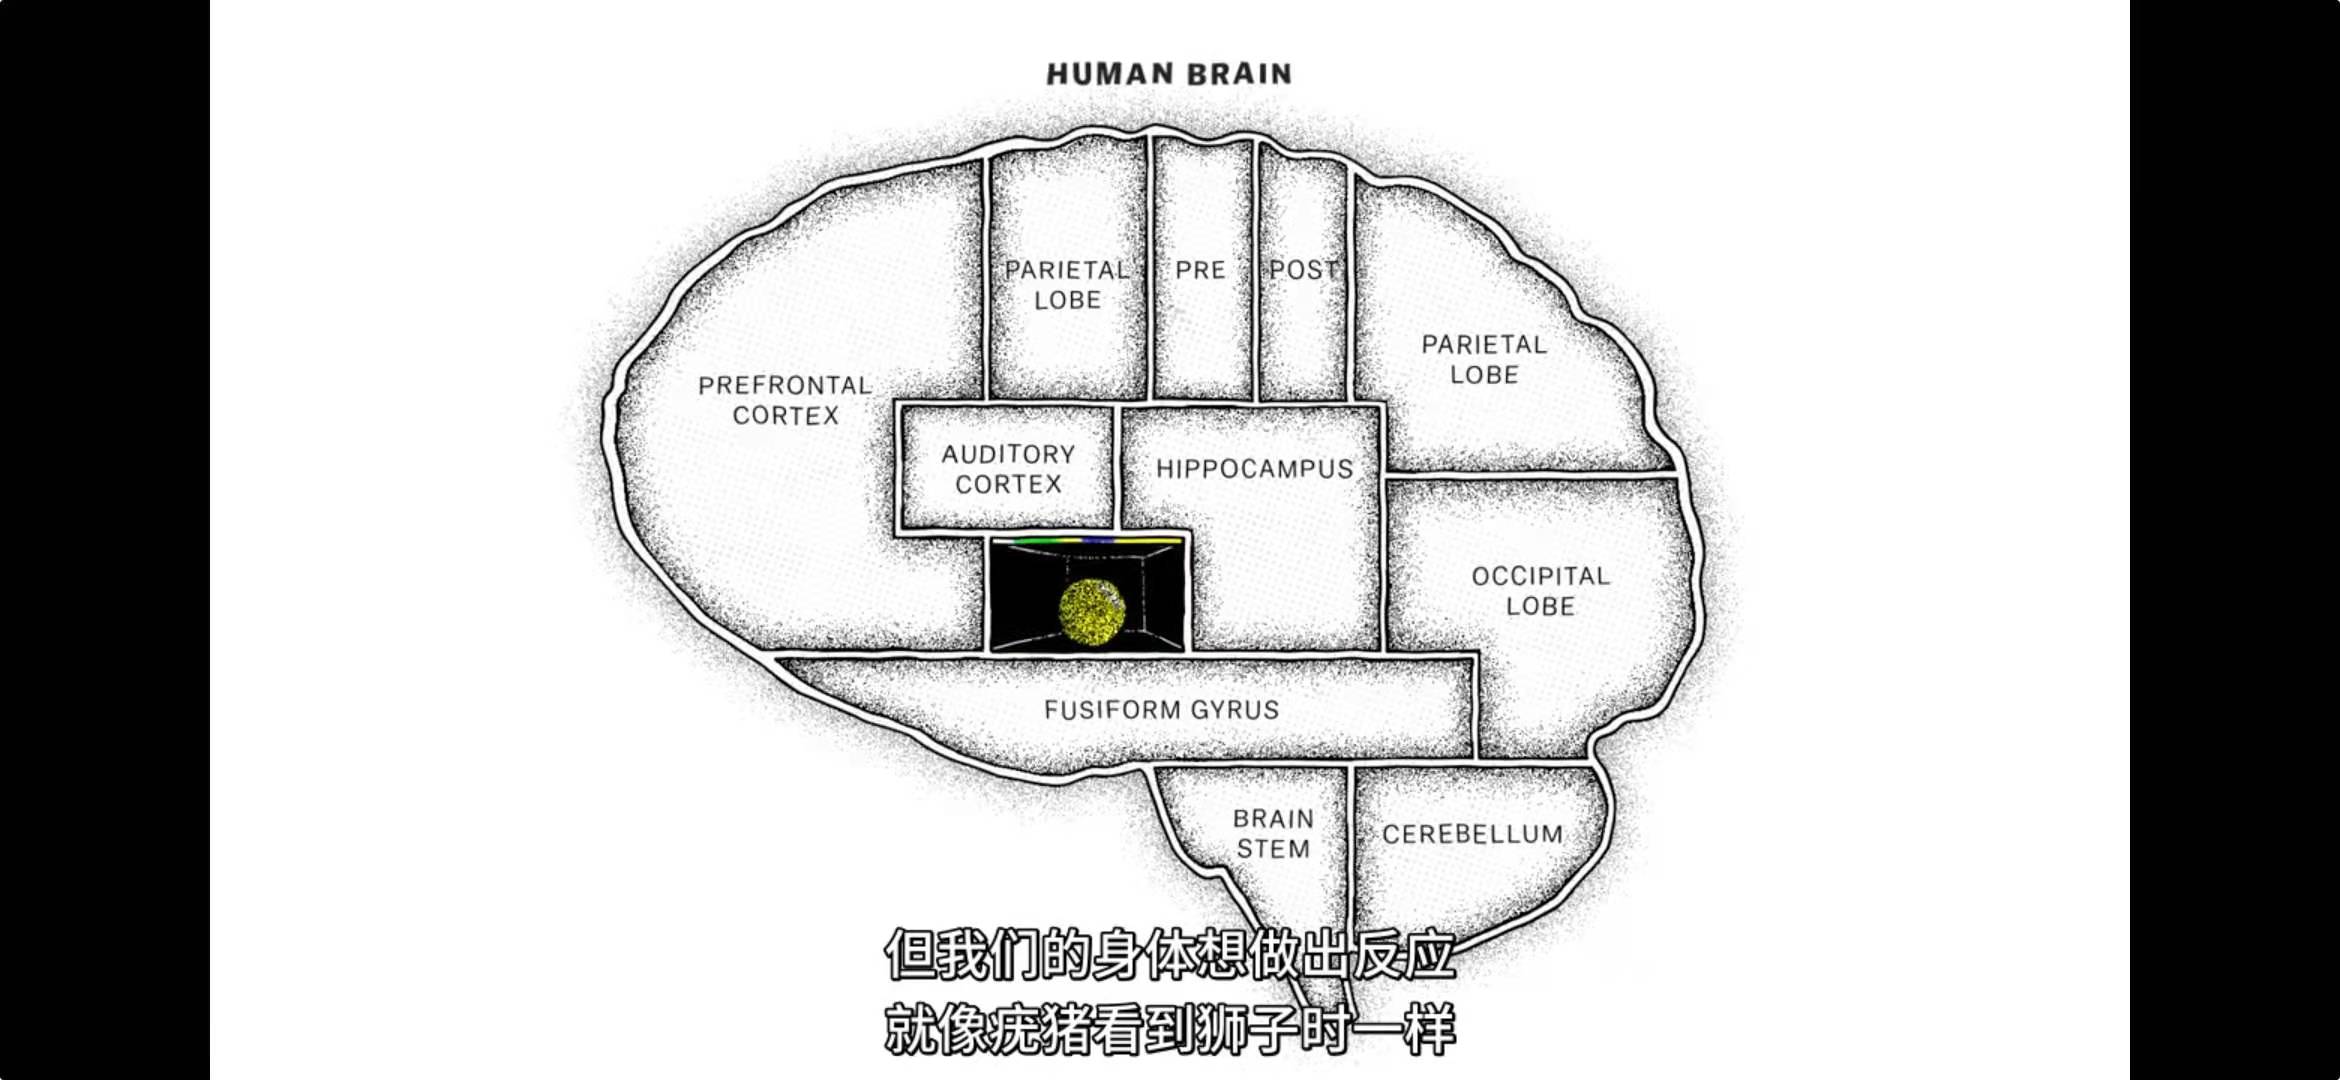 HUMAN BRAIN
PARIETAL
LOBE
PRE
POST
PARIETAL
LOBE
PREFRONTAL
CORTEX
AUDITORY
CORTEX
HIPPOCAMPUS
OCCIPITAL
LOBE
FUSIFORM GYRUS
BRAIN
STEM
CEREBELLUM
但我们的身体想做出反应
就像疣猪看到狮子时一样